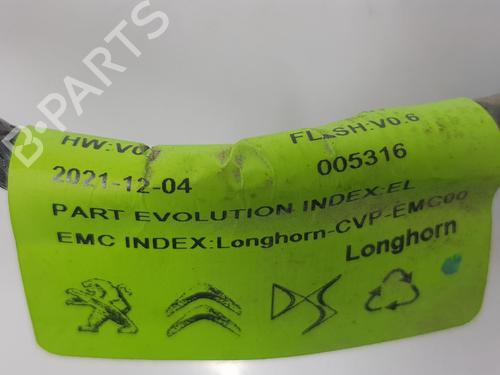 B-PARTS
HW:V0
FLASH:V0.6
2021-12-04
005316
PART EVOLUTION INDEX:EL
EMC INDEX:Longhorn-CVP-EMC00
Longhorn
DS